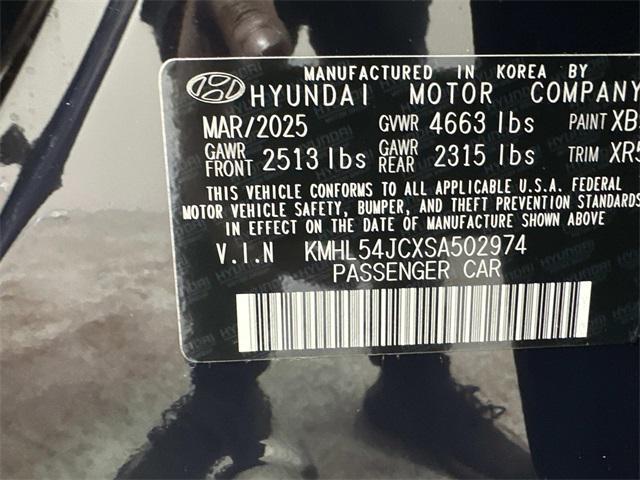 MANUFACTURED IN KOREA BY
HYUNDAI MOTOR COMPANY
MAR/2025 GVWR 4663 lbs PAINT XB
GAWR FRONT 2513 lbs GAWR REAR 2315 lbs TRIM XR5
THIS VEHICLE CONFORMS TO ALL APPLICABLE U.S.A. FEDERAL
MOTOR VEHICLE SAFETY, BUMPER, AND THEFT PREVENTION STANDARDS
IN EFFECT ON THE DATE OF MANUFACTURE SHOWN ABOVE
V.I.N KMHL54JCXSA502974
PASSENGER CAR